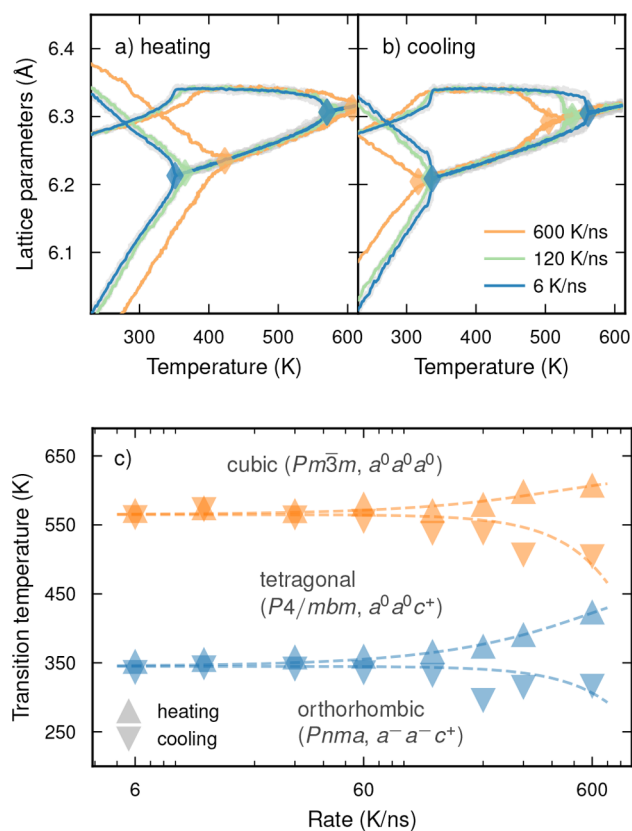 a) heating
b) cooling
6.4
6.3
6.2
6.1
Lattice parameters (Å)
600 K/ns
120 K/ns
6 K/ns
300 400 500 600
300 400 500 600
Temperature (K)
Temperature (K)
c)
cubic (Pm3̅m, a⁰a⁰a⁰)
650
550
450
350
250
Transition temperature (K)
tetragonal
(P4/mbm, a⁰a⁰c⁺)
heating
cooling
orthorhombic
(Pnma, a⁻a⁻c⁺)
6 60 600
Rate (K/ns)